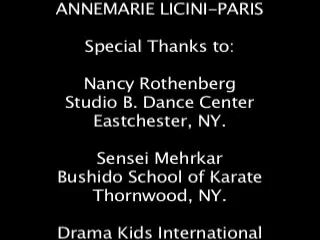 ANNEMARIE LICINI-PARIS
Special Thanks to:
Nancy Rothenberg
Studio B. Dance Center
Eastchester, NY.
Sensei Mehrkar
Bushido School of Karate
Thornwood, NY.
Drama Kids International